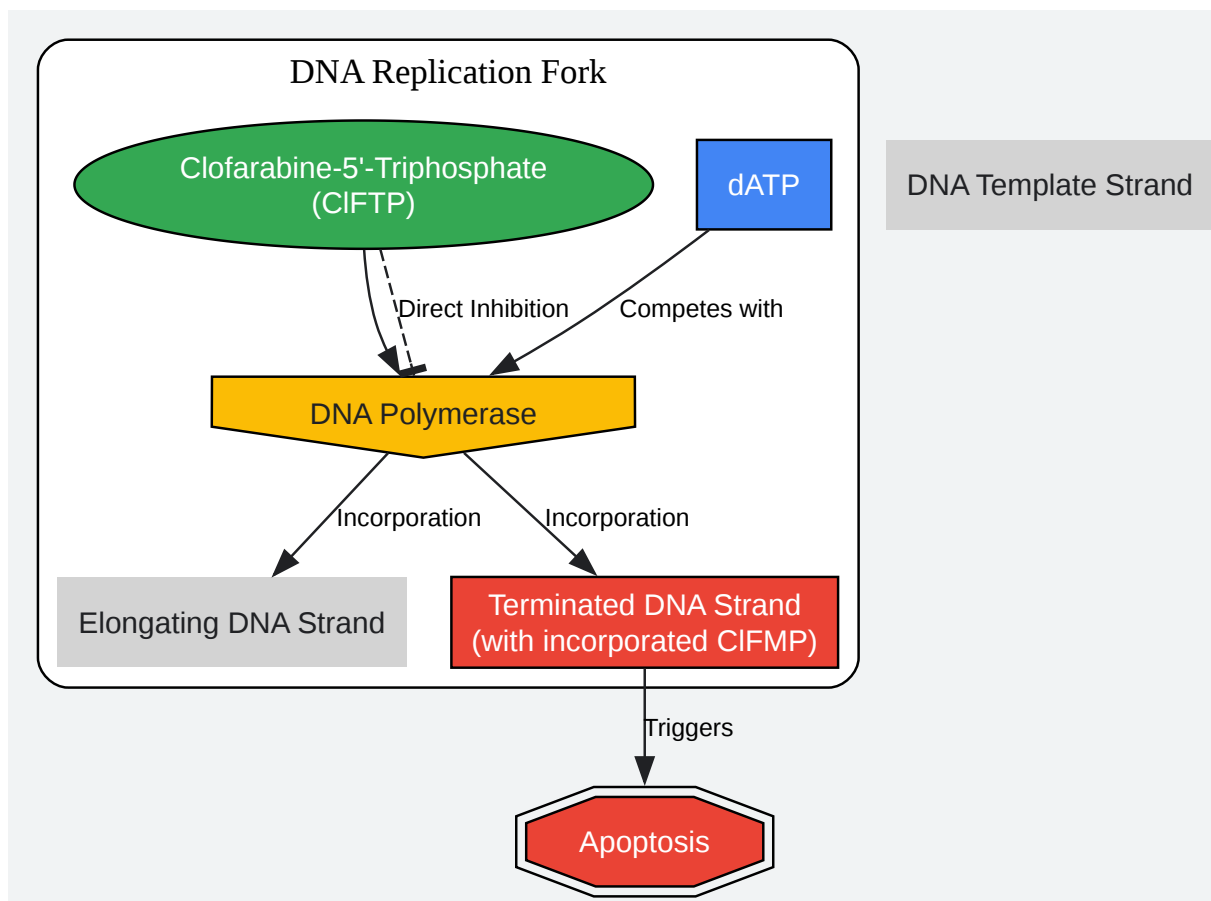 DNA Replication Fork
Clofarabine-5'-Triphosphate
(ClFTP)
dATP
DNA Template Strand
Direct Inhibition
Competes with
DNA Polymerase
Incorporation
Incorporation
Elongating DNA Strand
Terminated DNA Strand
(with incorporated ClFMP)
Triggers
Apoptosis